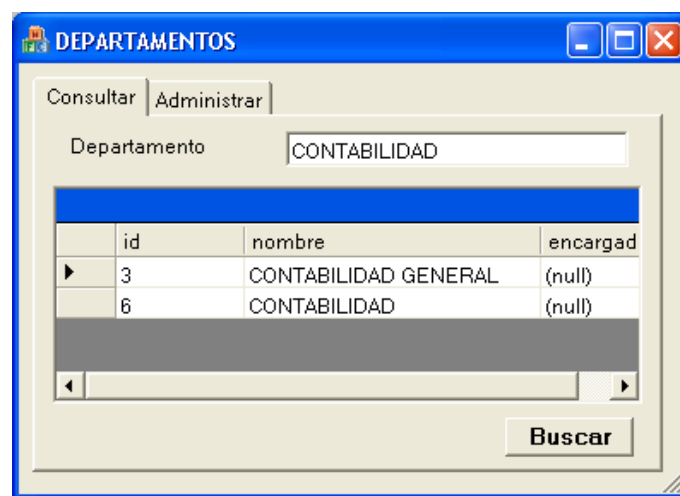 DEPARTAMENTOS
Consultar Administrar
Departamento CONTABILIDAD
id nombre encargad
3 CONTABILIDAD GENERAL (null)
6 CONTABILIDAD (null)
Buscar